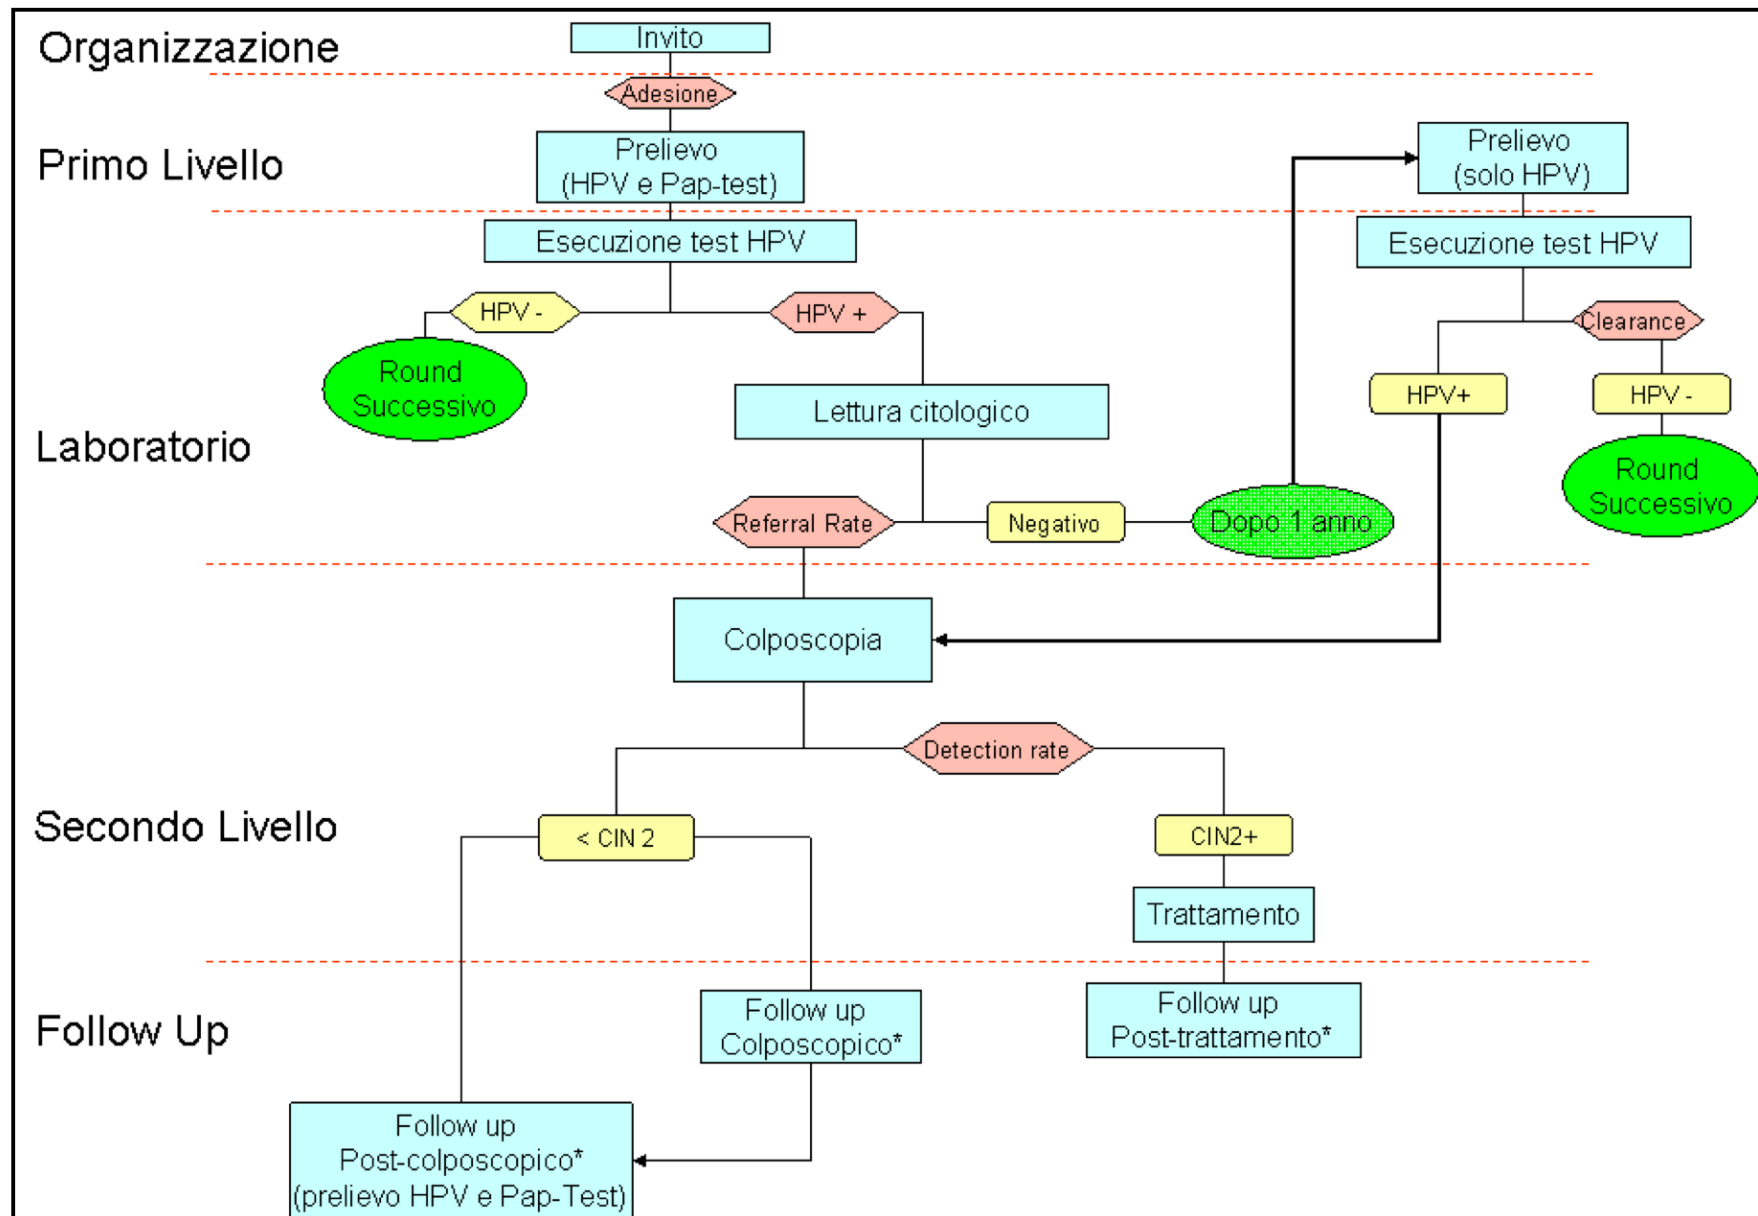 Organizzazione
Invito
Adesione
Primo Livello
Prelievo
(HPV e Pap-test)
Prelievo
(solo HPV)
Esecuzione test HPV
Esecuzione test HPV
HPV -
HPV +
Clearance
Round
Successivo
Lettura citologico
HPV+
HPV -
Laboratorio
Round
Successivo
Referral Rate
Negativo
Dopo 1 anno
Colposcopia
Detection rate
Secondo Livello
< CIN 2
CIN2+
Trattamento
Follow Up
Follow up
Colposcopico*
Follow up
Post-trattamento*
Follow up
Post-colposcopico*
(prelievo HPV e Pap-Test)